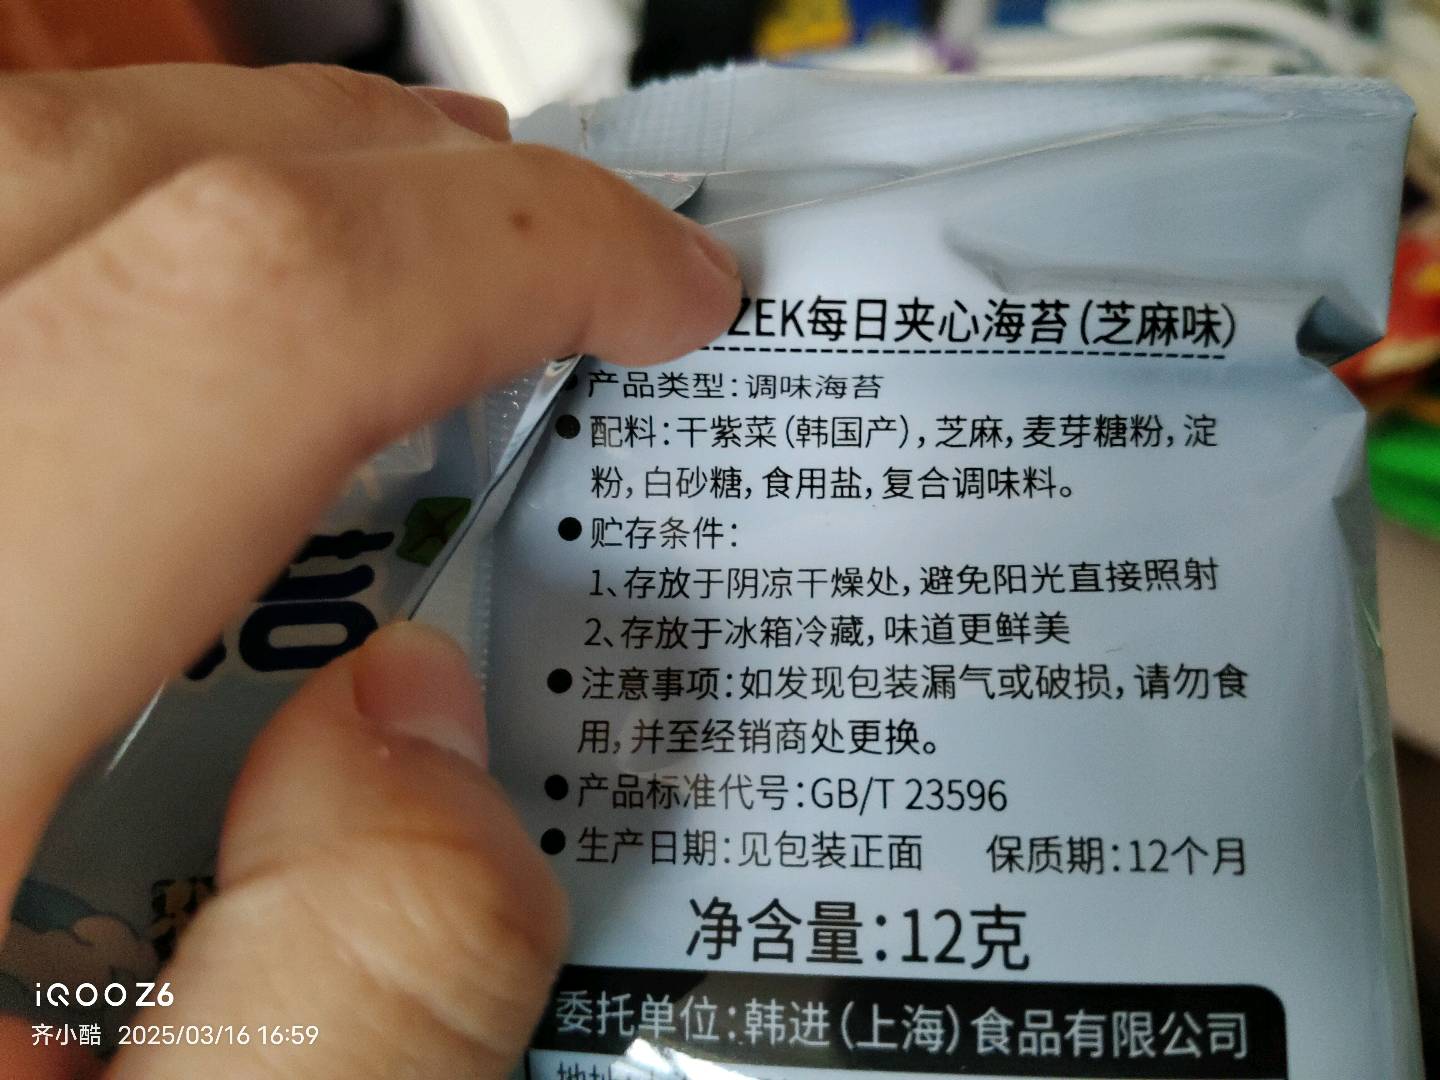 ZEK每日夹心海苔(芝麻味)
●产品类型:调味海苔
●配料:干紫菜(韩国产),芝麻,麦芽糖粉,淀
粉,白砂糖,食用盐,复合调味料。
●贮存条件:
1、存放于阴凉干燥处,避免阳光直接照射
2、存放于冰箱冷藏,味道更鲜美
●注意事项:如发现包装漏气或破损,请勿食
用,并至经销商处更换。
●产品标准代号:GB/T 23596
●生产日期:见包装正面 保质期:12个月
净含量:12克
委托单位:韩进(上海)食品有限公司
iQOO Z6
齐小酷 2025/03/16 16:59